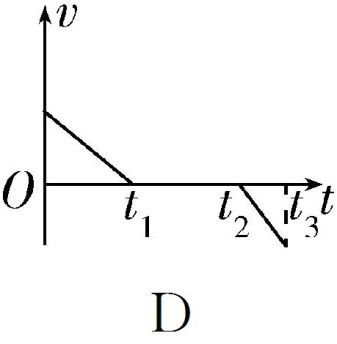 v
O t₁ t₂ t₃ t
D